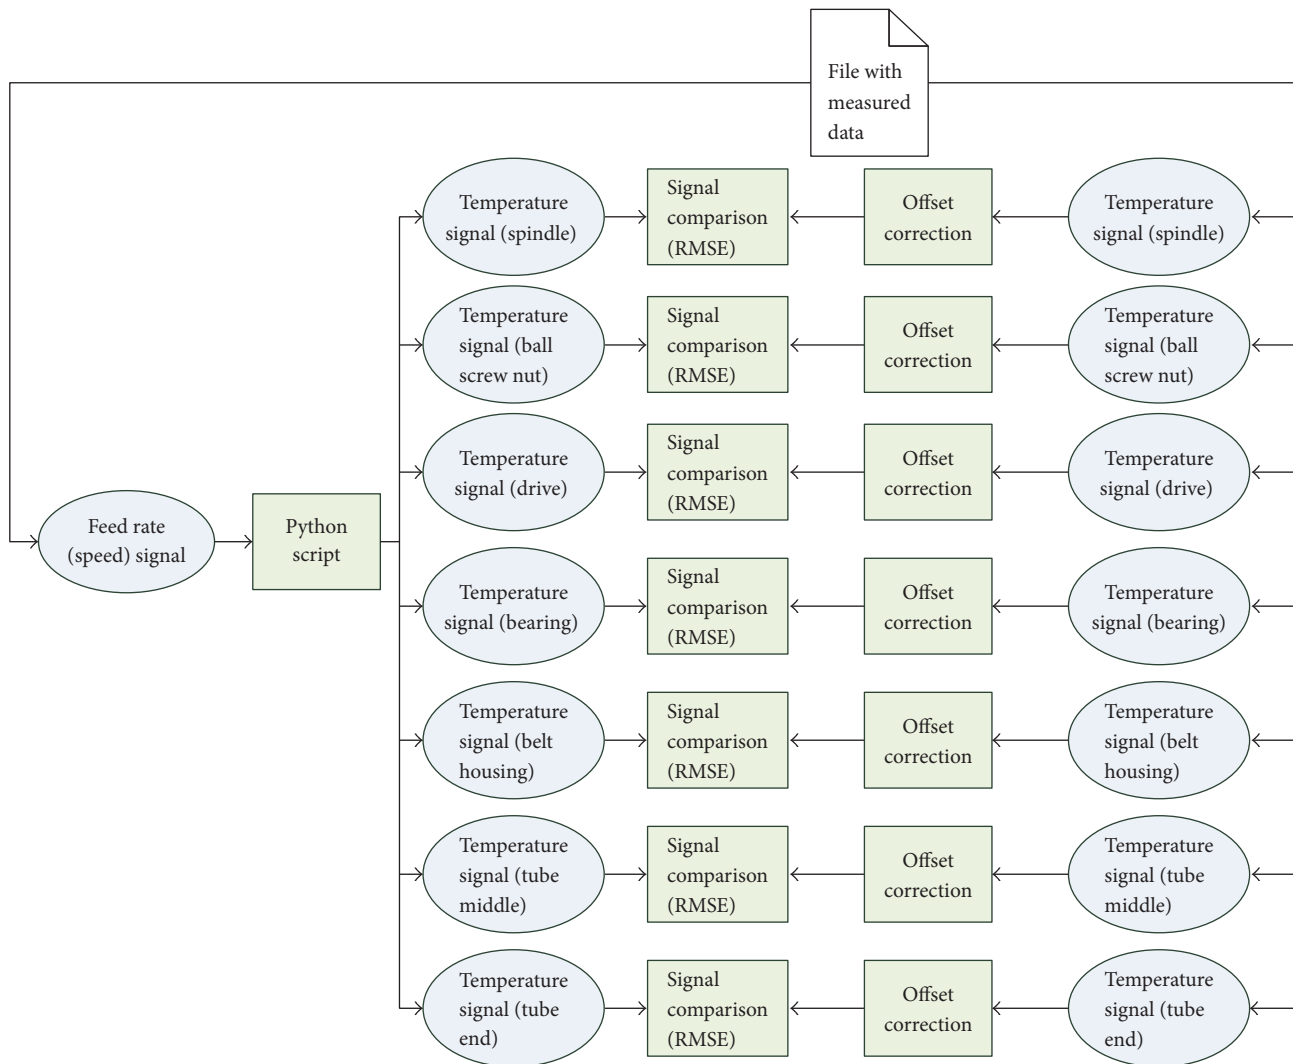 File with
measured
data
Temperature
signal (spindle)
Signal
comparison
(RMSE)
Offset
correction
Temperature
signal (spindle)
Temperature
signal (ball
screw nut)
Signal
comparison
(RMSE)
Offset
correction
Temperature
signal (ball
screw nut)
Temperature
signal (drive)
Signal
comparison
(RMSE)
Offset
correction
Temperature
signal (drive)
Feed rate
(speed) signal
Python
script
Temperature
signal (bearing)
Signal
comparison
(RMSE)
Offset
correction
Temperature
signal (bearing)
Temperature
signal (belt
housing)
Signal
comparison
(RMSE)
Offset
correction
Temperature
signal (belt
housing)
Temperature
signal (tube
middle)
Signal
comparison
(RMSE)
Offset
correction
Temperature
signal (tube
middle)
Temperature
signal (tube
end)
Signal
comparison
(RMSE)
Offset
correction
Temperature
signal (tube
end)